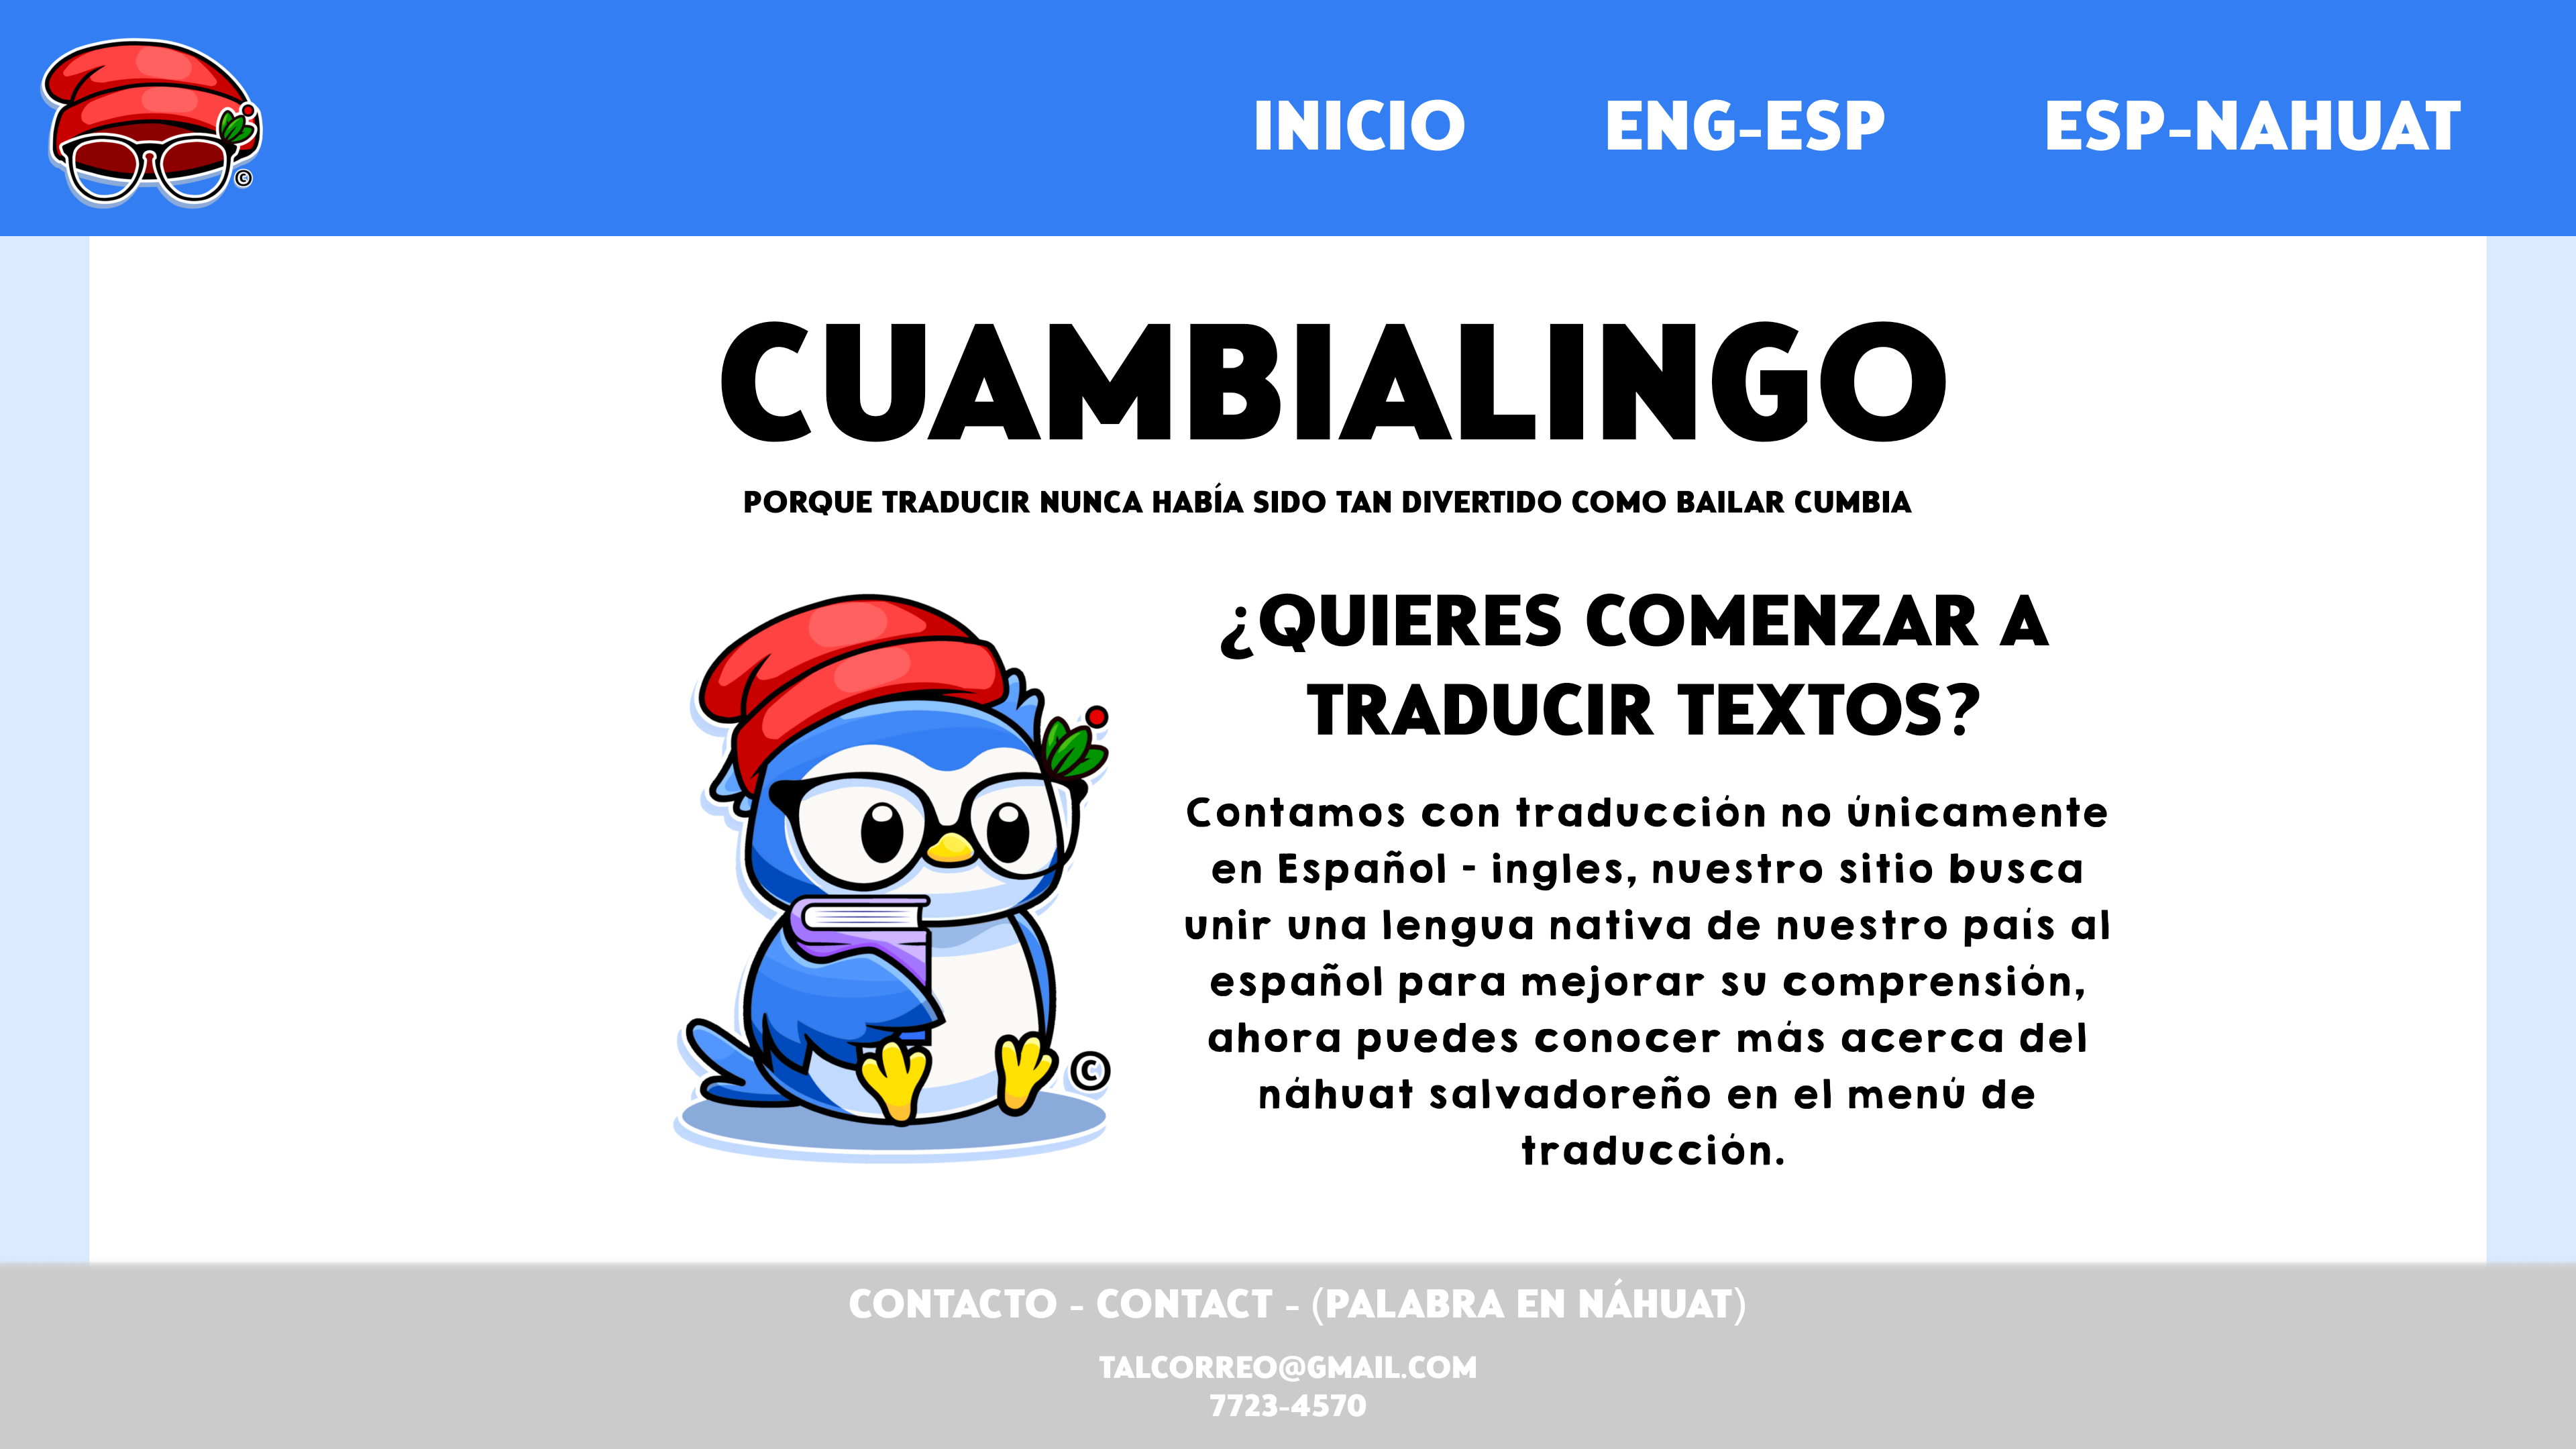 ©
INICIO ENG-ESP ESP-NAHUAT
CUAMBIALINGO
PORQUE TRADUCIR NUNCA HABÍA SIDO TAN DIVERTIDO COMO BAILAR CUMBIA
¿QUIERES COMENZAR A
TRADUCIR TEXTOS?
Contamos con traducción no únicamente
en Español - ingles, nuestro sitio busca
unir una lengua nativa de nuestro país al
español para mejorar su comprensión,
ahora puedes conocer más acerca del
náhuat salvadoreño en el menú de
traducción.
©
CONTACTO - CONTACT - (PALABRA EN NÁHUAT)
TALCORREO@GMAIL.COM
7723-4570